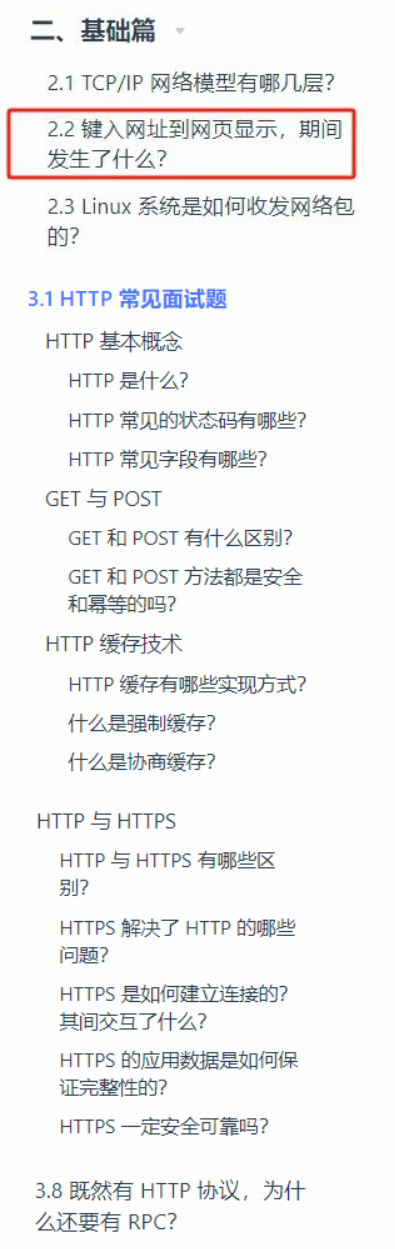 二、基础篇
2.1 TCP/IP 网络模型有哪几层？
2.2 键入网址到网页显示，期间
发生了什么？
2.3 Linux 系统是如何收发网络包
的？
3.1 HTTP 常见面试题
HTTP 基本概念
HTTP 是什么？
HTTP 常见的状态码有哪些？
HTTP 常见字段有哪些？
GET 与 POST
GET 和 POST 有什么区别？
GET 和 POST 方法都是安全
和幂等的吗？
HTTP 缓存技术
HTTP 缓存有哪些实现方式？
什么是强制缓存？
什么是协商缓存？
HTTP 与 HTTPS
HTTP 与 HTTPS 有哪些区
别？
HTTPS 解决了 HTTP 的哪些
问题？
HTTPS 是如何建立连接的？
其间交互了什么？
HTTPS 的应用数据是如何保
证完整性的？
HTTPS 一定安全可靠吗？
3.8 既然有 HTTP 协议，为什
么还要有 RPC？